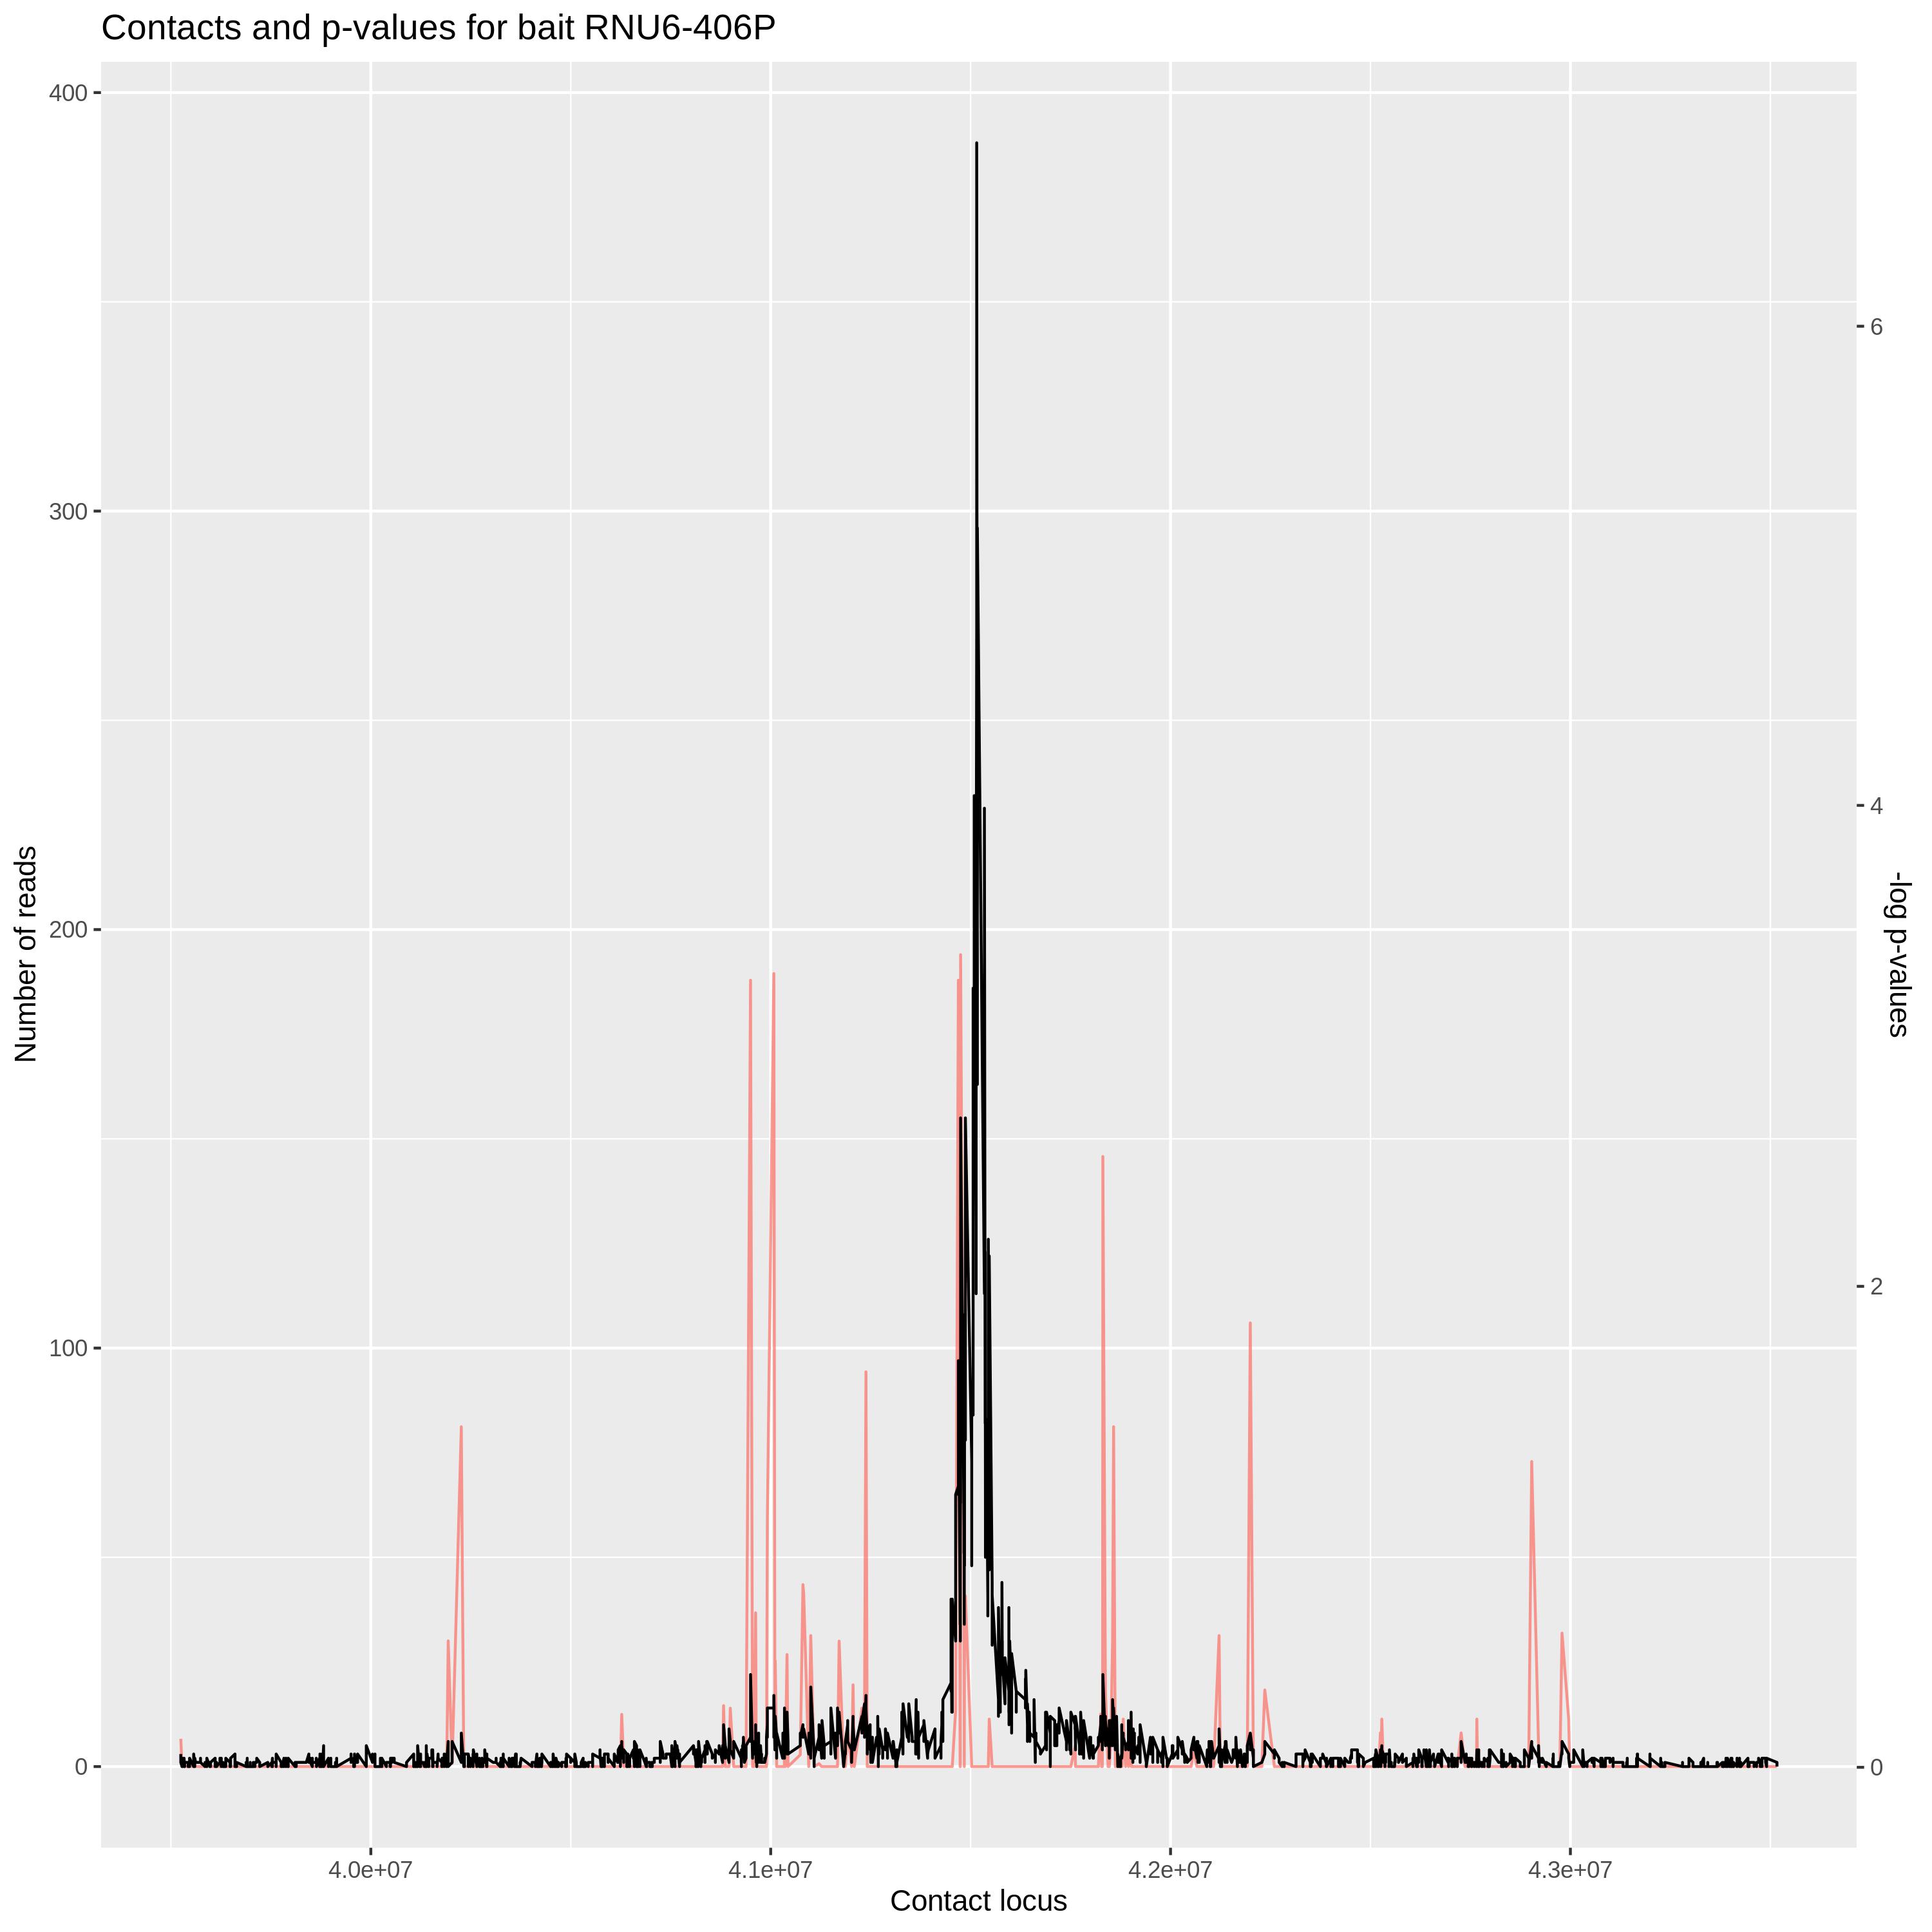 Contacts and p-values for bait RNU6-406P
400
300
200
100
0
Number of reads
6
4
2
0
-log p-values
4.0e+07
4.1e+07
4.2e+07
4.3e+07
Contact locus